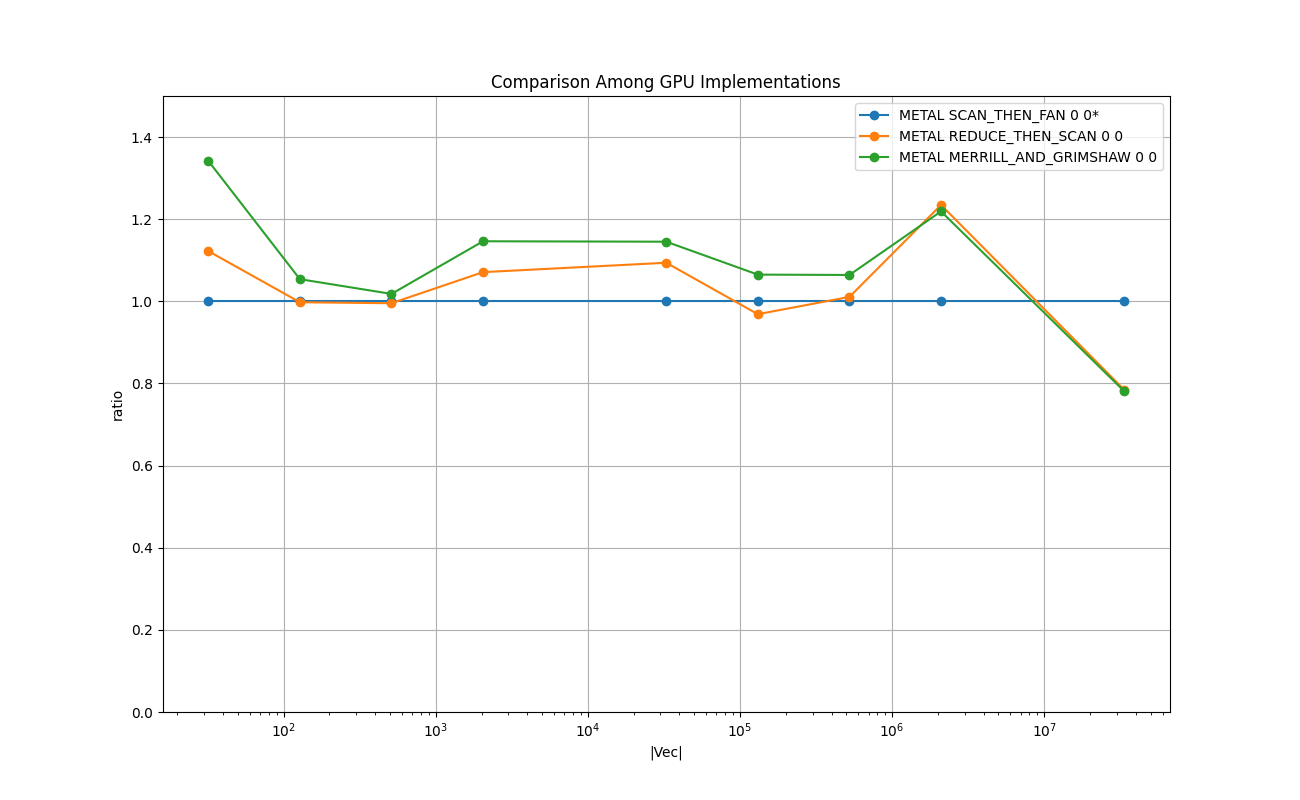 Comparison Among GPU Implementations
METAL SCAN_THEN_FAN 0 0*
METAL REDUCE_THEN_SCAN 0 0
METAL MERRILL_AND_GRIMSHAW 0 0
1.4
1.2
1.0
0.8
0.6
0.4
0.2
0.0
ratio
10² 10³ 10⁴ 10⁵ 10⁶ 10⁷
|Vec|